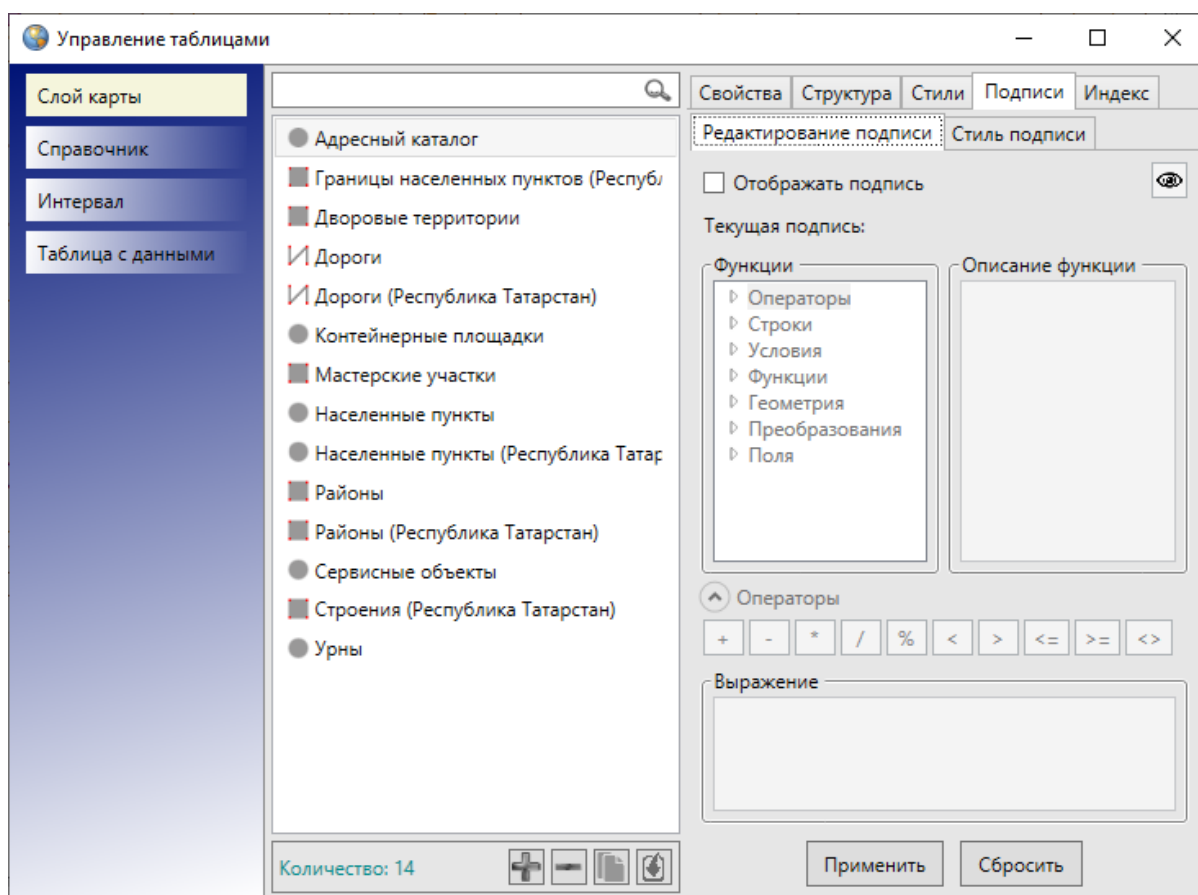 Управление таблицами
Слой карты
Справочник
Интервал
Таблица с данными
Адресный каталог
Границы населенных пунктов (Республ
Дворовые территории
Дороги
Дороги (Республика Татарстан)
Контейнерные площадки
Мастерские участки
Населенные пункты
Населенные пункты (Республика Татар
Районы
Районы (Республика Татарстан)
Сервисные объекты
Строения (Республика Татарстан)
Урны
Количество: 14
Свойства Структура Стили Подписи Индекс
Редактирование подписи Стиль подписи
Отображать подпись
Текущая подпись:
Функции
Операторы
Строки
Условия
Функции
Геометрия
Преобразования
Поля
Описание функции
Операторы
+ - * / % < > <= >= <>
Выражение
Применить Сбросить